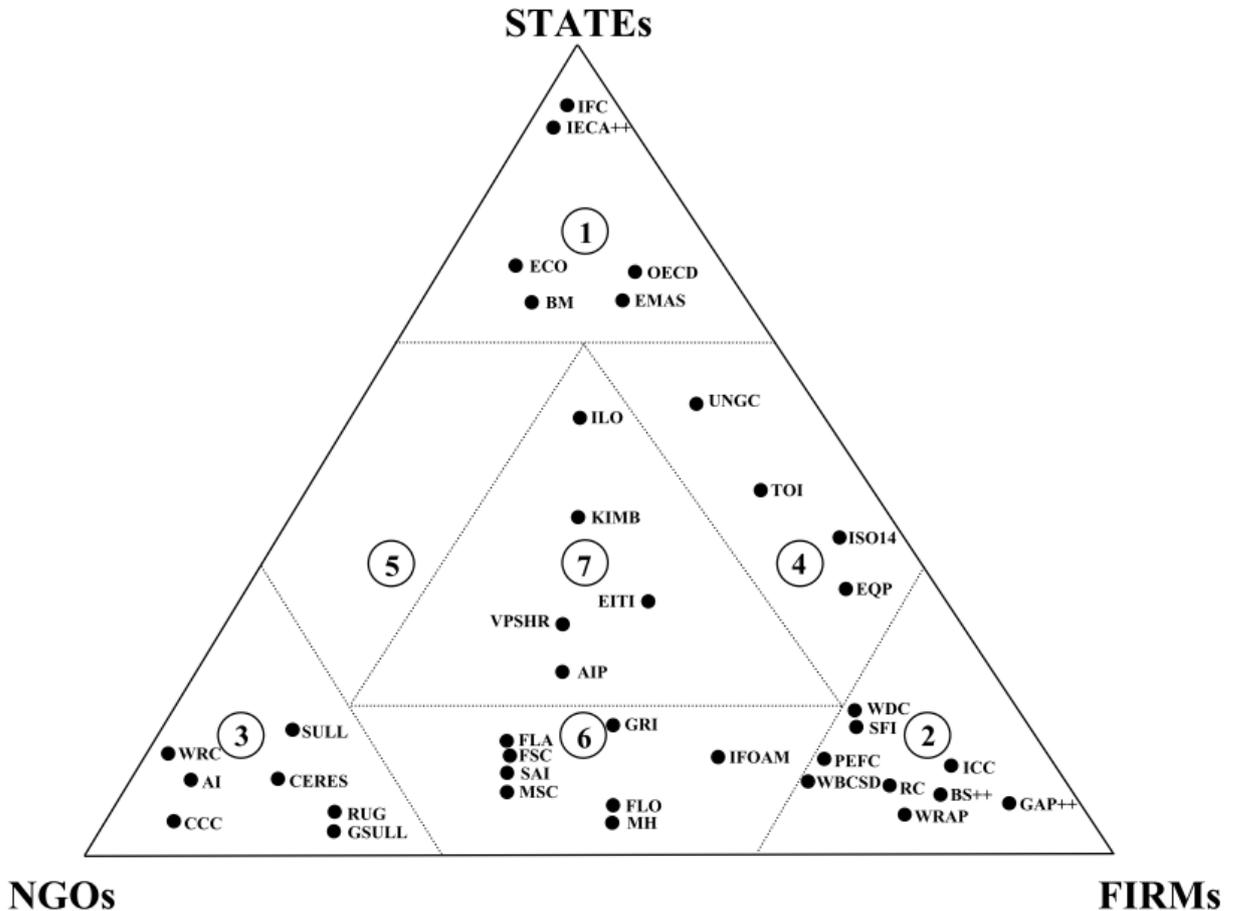 STATEs
IFC
IECA++
1
ECO
OECD
BM
EMAS
UNGC
ILO
TOI
KIMB
ISO14
5
7
4
EQP
EITI
VPSHR
AIP
WDC
SFI
3
SULL
6
GRI
2
FLA
WRC
FSC
IFOAM
PEFC
ICC
SAI
AI
CERES
WBCSD
RC
MSC
BS++
GAP++
FLO
RUG
WRAP
CCC
MH
GSULL
NGOs
FIRMs